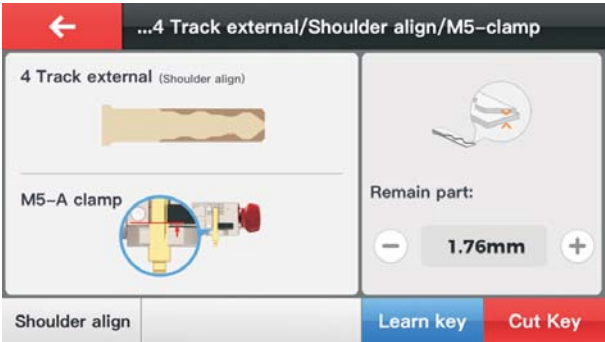 ...4 Track external/Shoulder align/M5-clamp
4 Track external (Shoulder align)
M5-A clamp
Remain part:
1.76mm
Shoulder align
Learn key
Cut Key